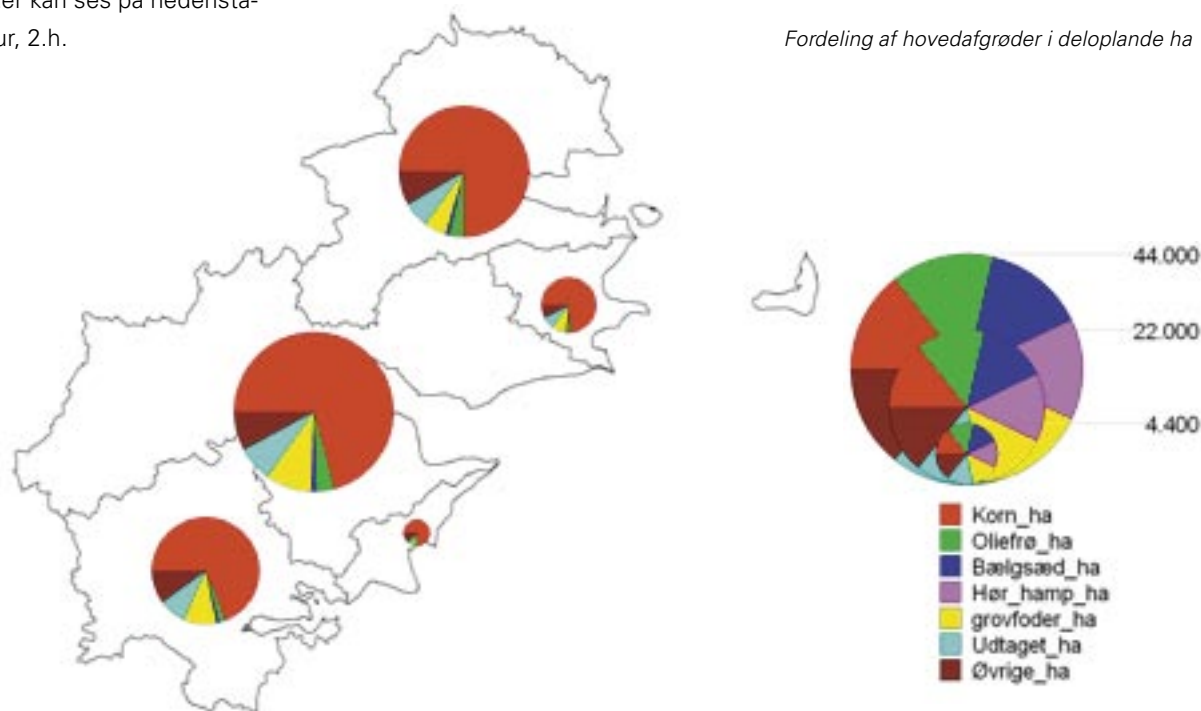 er kan ses på nedenstå-
ur, 2.h.
Fordeling af hovedafgrøder i deloplande ha
44.000
22.000
4.400
Korn_ha
Oliefrø_ha
Bælgsæd_ha
Hør_hamp_ha
grovfoder_ha
Udtaget_ha
Øvrige_ha